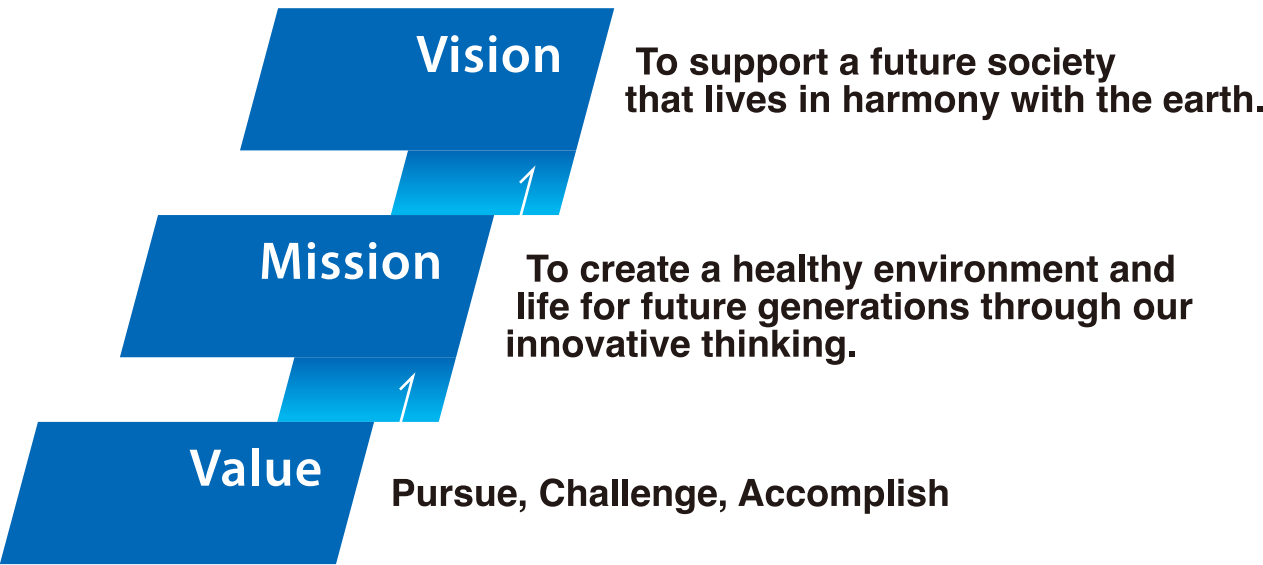 Vision
To support a future society
that lives in harmony with the earth.
Mission
To create a healthy environment and
life for future generations through our
innovative thinking.
Value
Pursue, Challenge, Accomplish